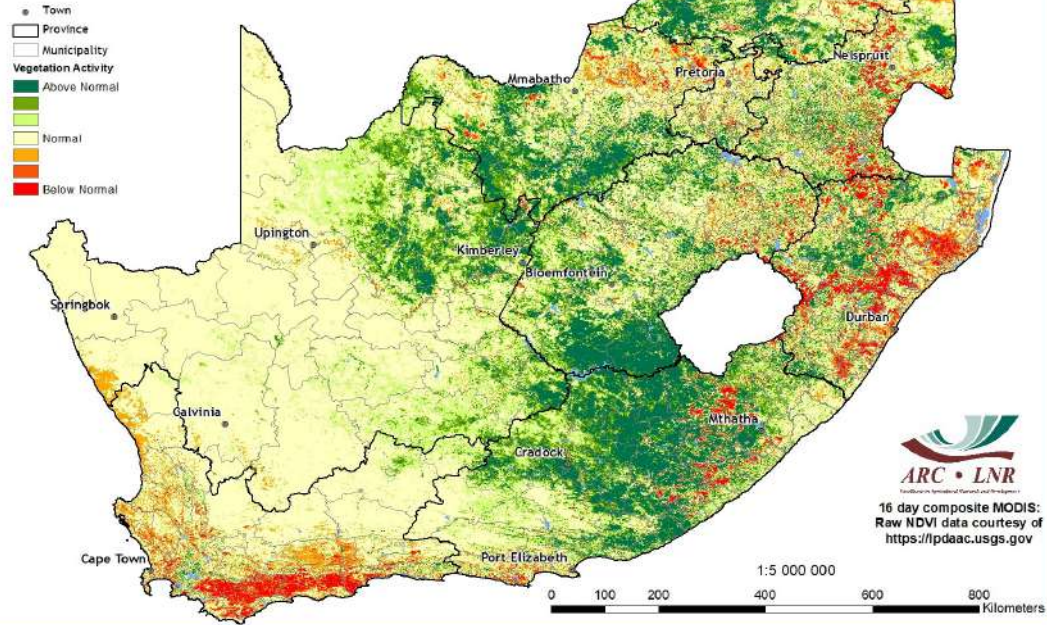 Town
Province
Municipality
Vegetation Activity
Above Normal
Normal
Below Normal
Nelspruit
Pretoria
Mmabatho
Upington
Kimberley
Bloemfontein
Springbok
Durban
Calvinia
Mthatha
Cradock
Cape Town
Port Elizabeth
ARC • LNR
16 day composite MODIS:
Raw NDVI data courtesy of
https://lpdaac.usgs.gov
1:5 000 000
0 100 200 400 600 800
Kilometers